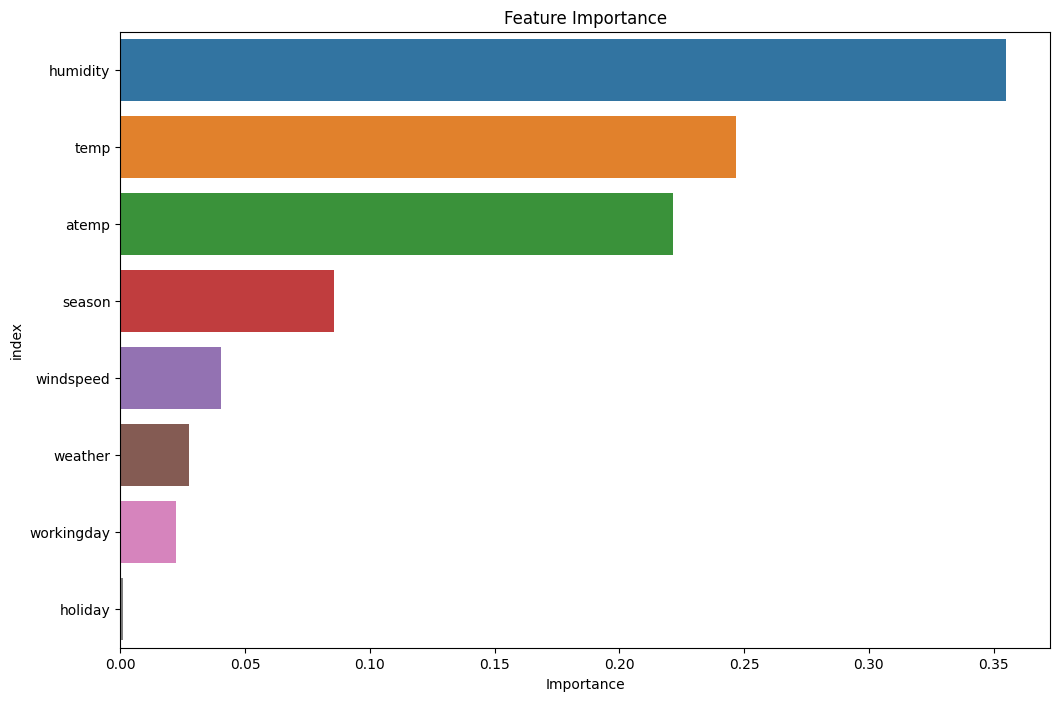 Feature Importance
humidity
temp
atemp
season
windspeed
weather
workingday
holiday
index
0.00 0.05 0.10 0.15 0.20 0.25 0.30 0.35
Importance